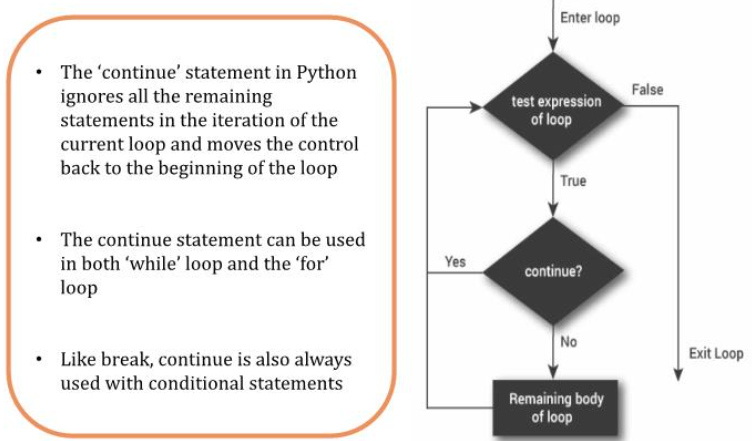 • The ‘continue’ statement in Python
ignores all the remaining
statements in the iteration of the
current loop and moves the control
back to the beginning of the loop
• The continue statement can be used
in both ‘while’ loop and the ‘for’
loop
• Like break, continue is also always
used with conditional statements
Enter loop
test expression
of loop
False
True
Yes
continue?
No
Exit Loop
Remaining body
of loop